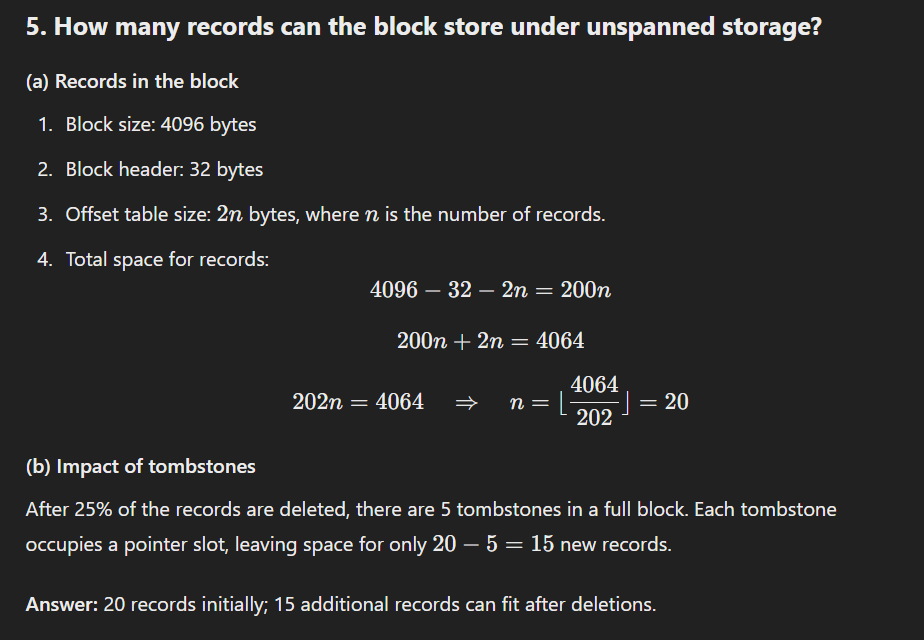 5. How many records can the block store under unspanned storage?
(a) Records in the block
1. Block size: 4096 bytes
2. Block header: 32 bytes
3. Offset table size: 2n bytes, where n is the number of records.
4. Total space for records:
4096 − 32 − 2n = 200n
200n + 2n = 4064
202n = 4064 ⇒ n = ⌊4064/202⌋ = 20
(b) Impact of tombstones
After 25% of the records are deleted, there are 5 tombstones in a full block. Each tombstone
occupies a pointer slot, leaving space for only 20 − 5 = 15 new records.
Answer: 20 records initially; 15 additional records can fit after deletions.